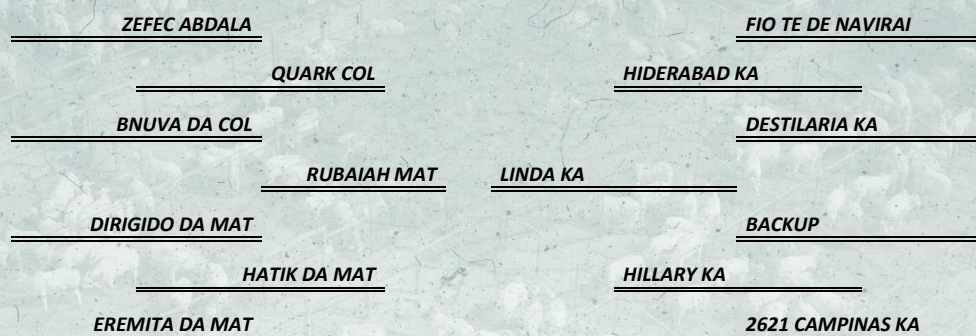 ZEFEC ABDALA FIO TE DE NAVIRAI
QUARK COL HIDERABAD KA
BNUVA DA COL DESTILARIA KA
RUBAIAH MAT LINDA KA
DIRIGIDO DA MAT BACKUP
HATIK DA MAT HILLARY KA
EREMITA DA MAT 2621 CAMPINAS KA